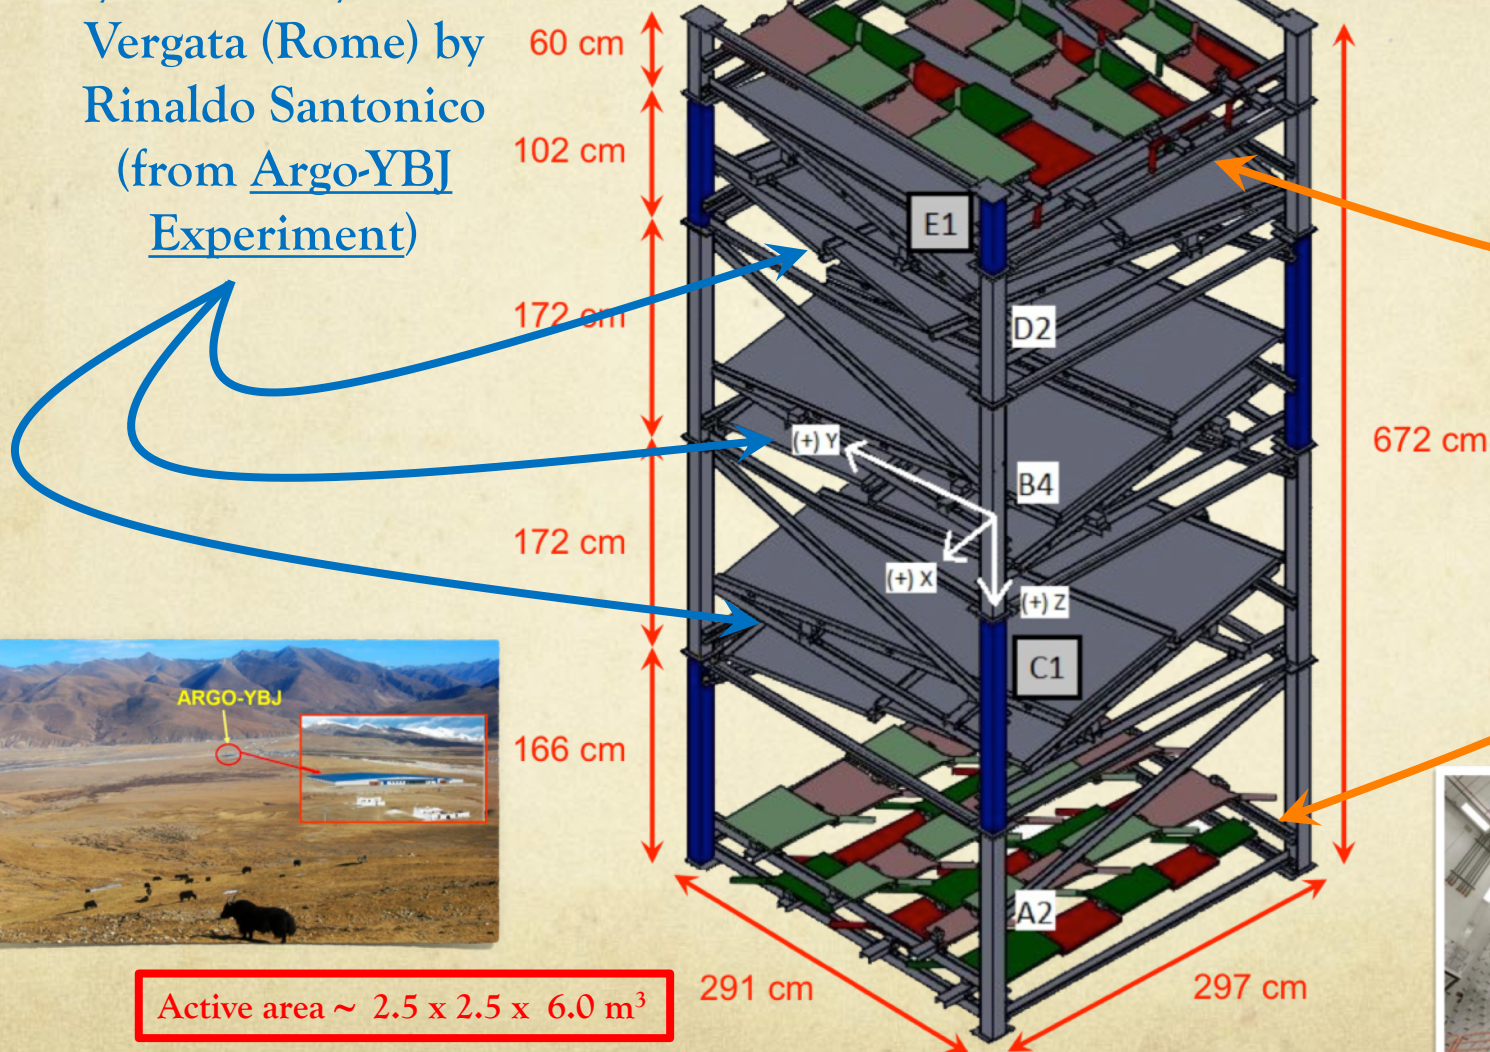 Vergata (Rome) by
Rinaldo Santonico
(from Argo-YBJ
Experiment)
60 cm
102 cm
172 cm
172 cm
166 cm
672 cm
E1
D2
(+) Y
B4
(+) X
(+) Z
C1
A2
ARGO-YBJ
291 cm
297 cm
Active area ~ 2.5 x 2.5 x 6.0 m³